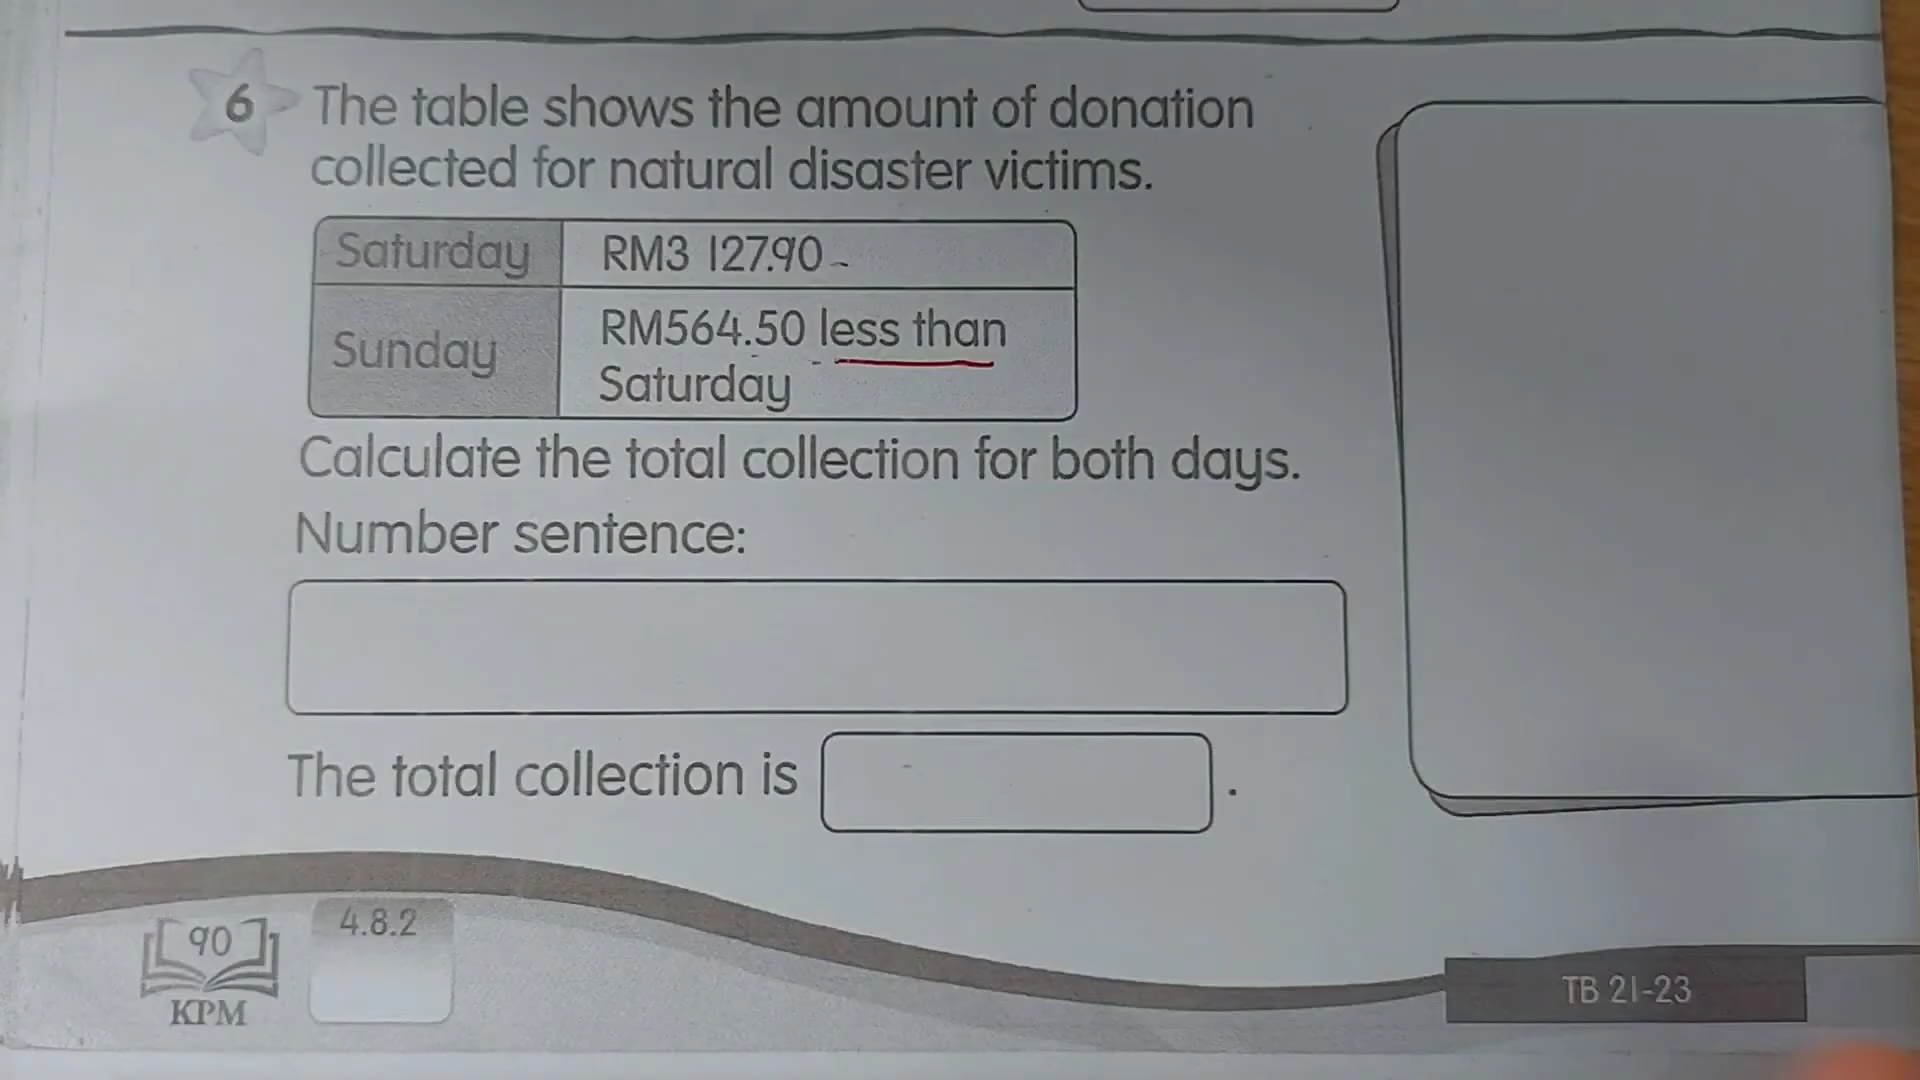 6 The table shows the amount of donation
collected for natural disaster victims.
Saturday RM3 127.90
Sunday RM564.50 less than
Saturday
Calculate the total collection for both days.
Number sentence:
The total collection is .
90
KPM
4.8.2
TB 21-23